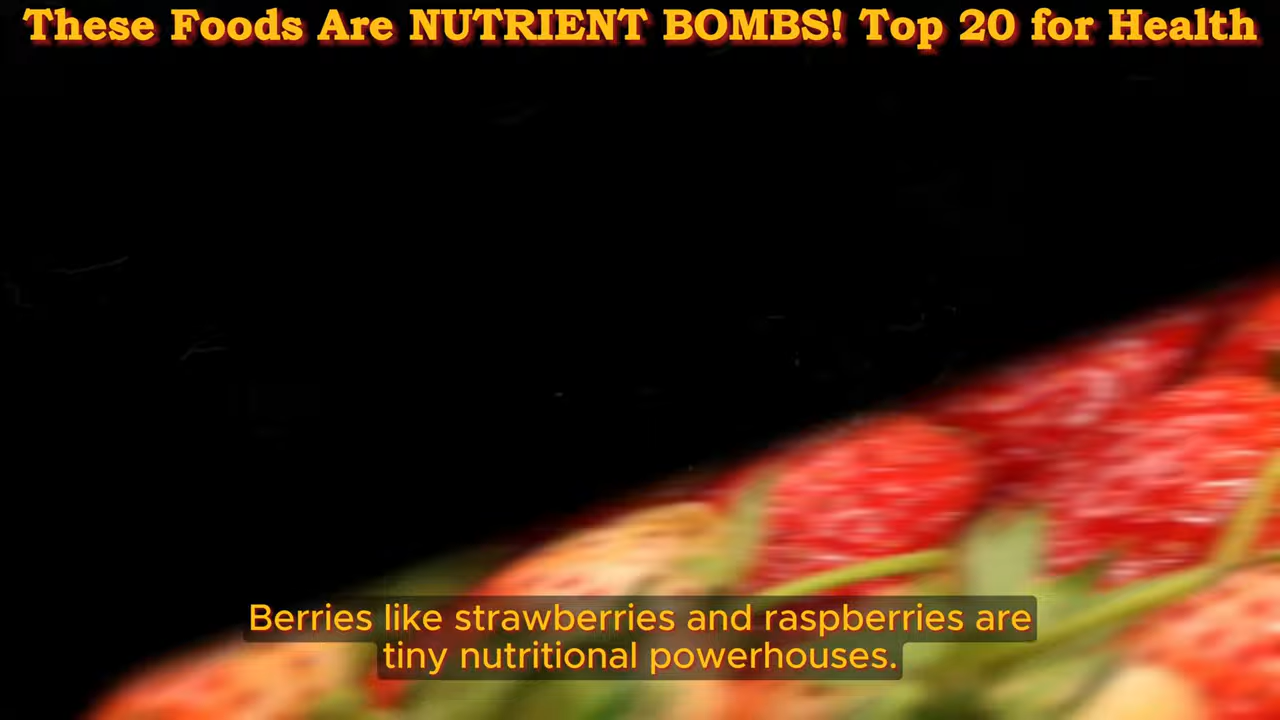 These Foods Are NUTRIENT BOMBS! Top 20 for Health
Berries like strawberries and raspberries are
tiny nutritional powerhouses.